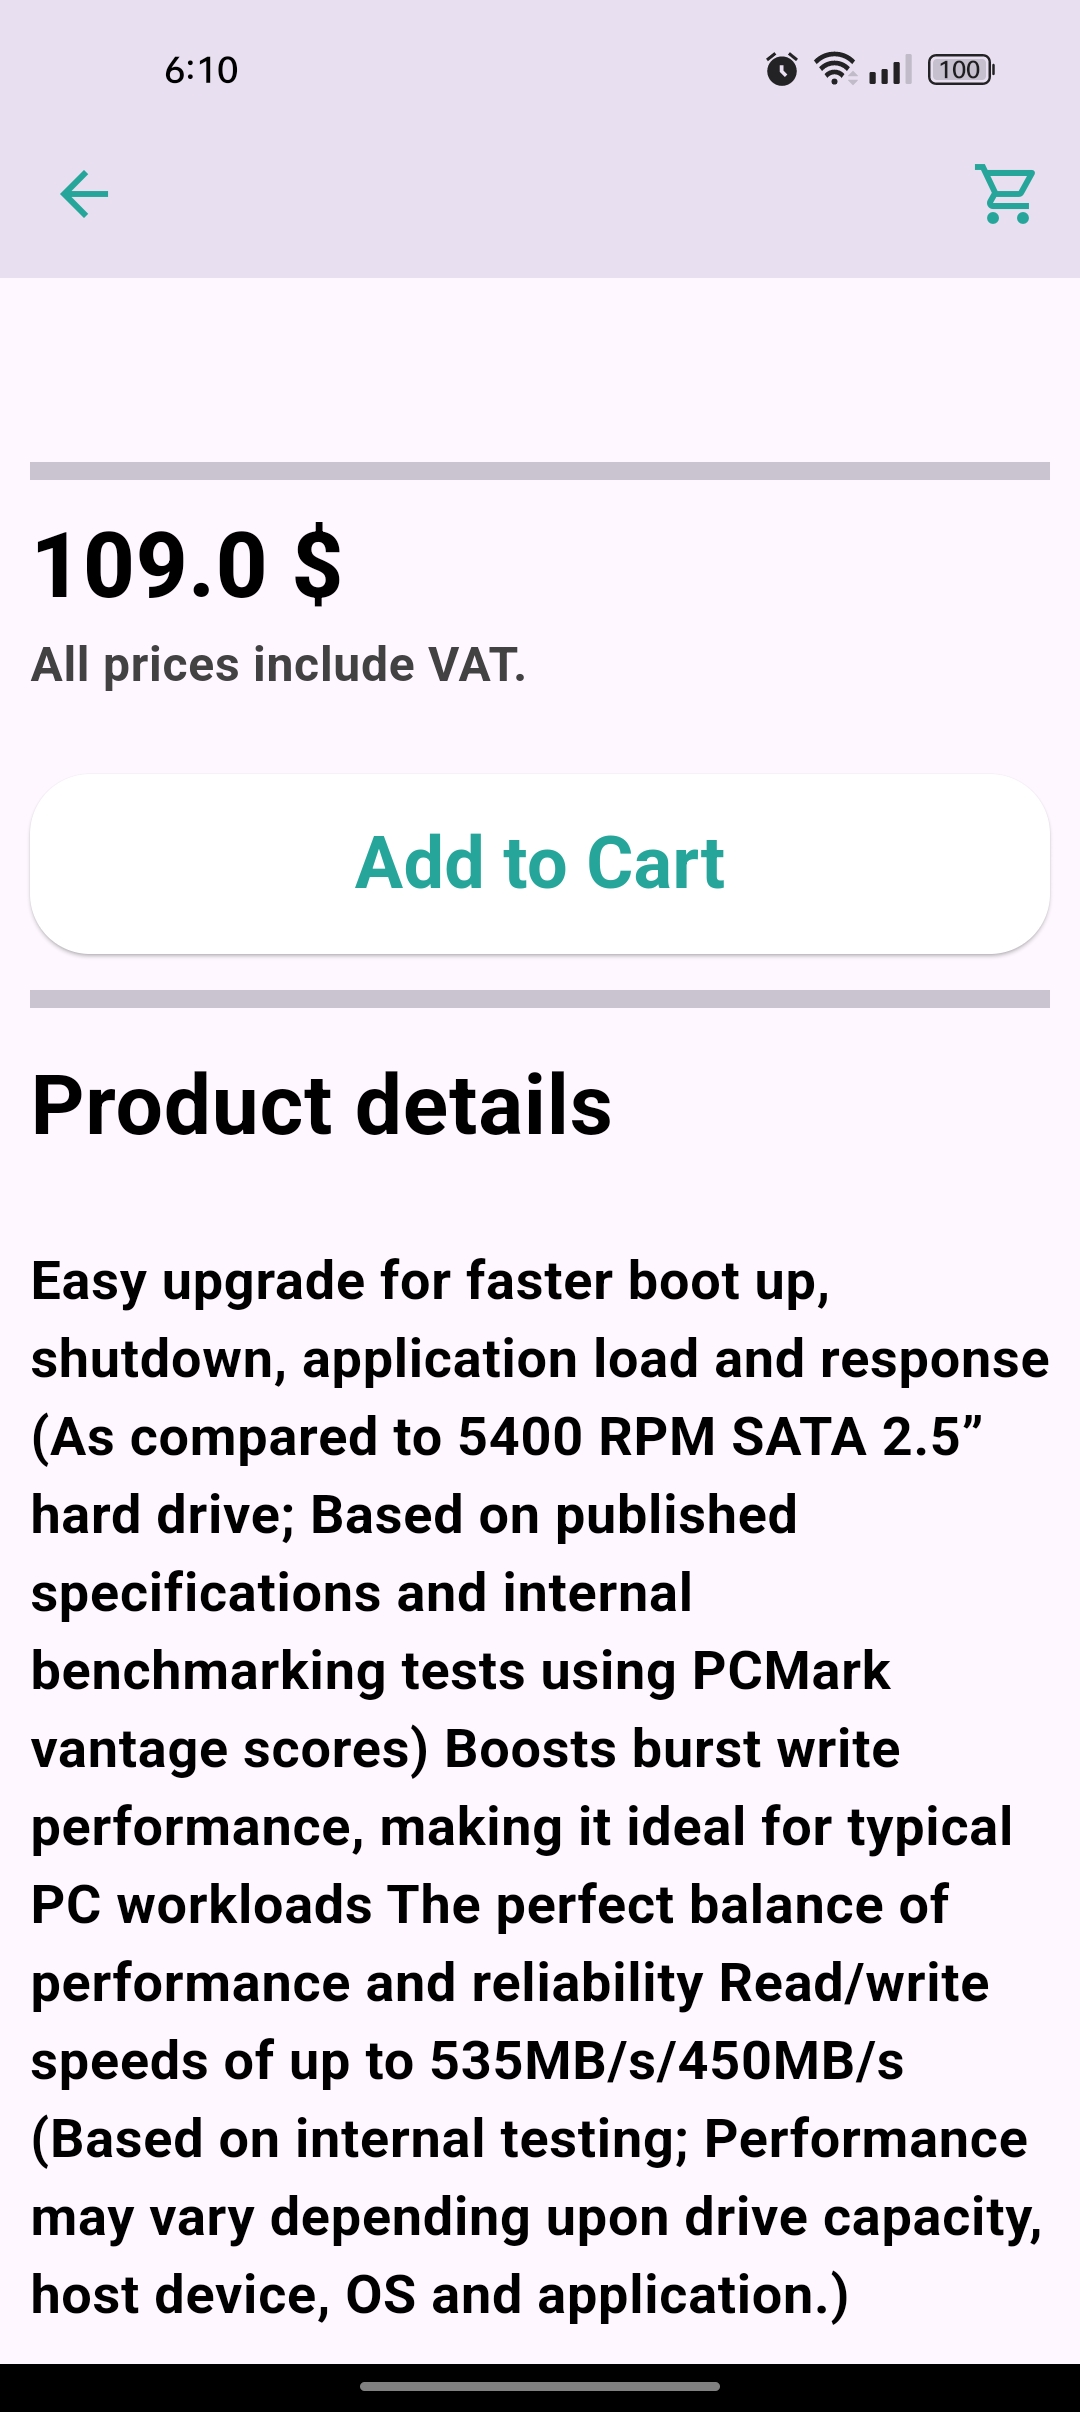 6:10
100
109.0 $
All prices include VAT.
Add to Cart
Product details
Easy upgrade for faster boot up,
shutdown, application load and response
(As compared to 5400 RPM SATA 2.5”
hard drive; Based on published
specifications and internal
benchmarking tests using PCMark
vantage scores) Boosts burst write
performance, making it ideal for typical
PC workloads The perfect balance of
performance and reliability Read/write
speeds of up to 535MB/s/450MB/s
(Based on internal testing; Performance
may vary depending upon drive capacity,
host device, OS and application.)